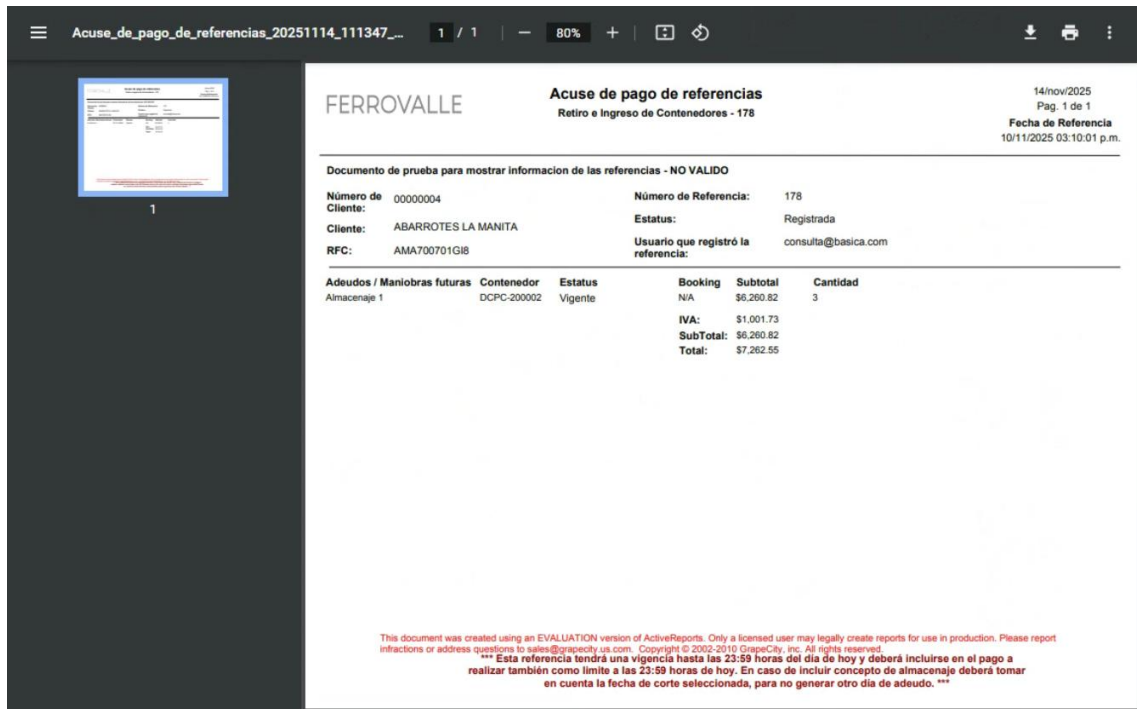 Acuse_de_pago_de_referencias_20251114_111347_... 1 / 1 80%
1
FERROVALLE
Acuse de pago de referencias
Retiro e Ingreso de Contenedores - 178
14/nov/2025
Pag. 1 de 1
Fecha de Referencia
10/11/2025 03:10:01 p.m.
Documento de prueba para mostrar informacion de las referencias - NO VALIDO
Número de Cliente: 00000004
Cliente: ABARROTES LA MANITA
RFC: AMA700701GI8
Número de Referencia: 178
Estatus: Registrada
Usuario que registró la referencia: consulta@basica.com
Adeudos / Maniobras futuras Contenedor Estatus Booking Subtotal Cantidad
Almacenaje 1 DCPC-200002 Vigente N/A $6,260.82 3
IVA: $1,001.73
SubTotal: $6,260.82
Total: $7,262.55
This document was created using an EVALUATION version of ActiveReports. Only a licensed user may legally create reports for use in production. Please report
infractions or address questions to sales@grapecity.us.com. Copyright © 2002-2010 GrapeCity, inc. All rights reserved.
*** Esta referencia tendrá una vigencia hasta las 23:59 horas del día de hoy y deberá incluirse en el pago a
realizar también como límite a las 23:59 horas de hoy. En caso de incluir concepto de almacenaje deberá tomar
en cuenta la fecha de corte seleccionada, para no generar otro día de adeudo. ***